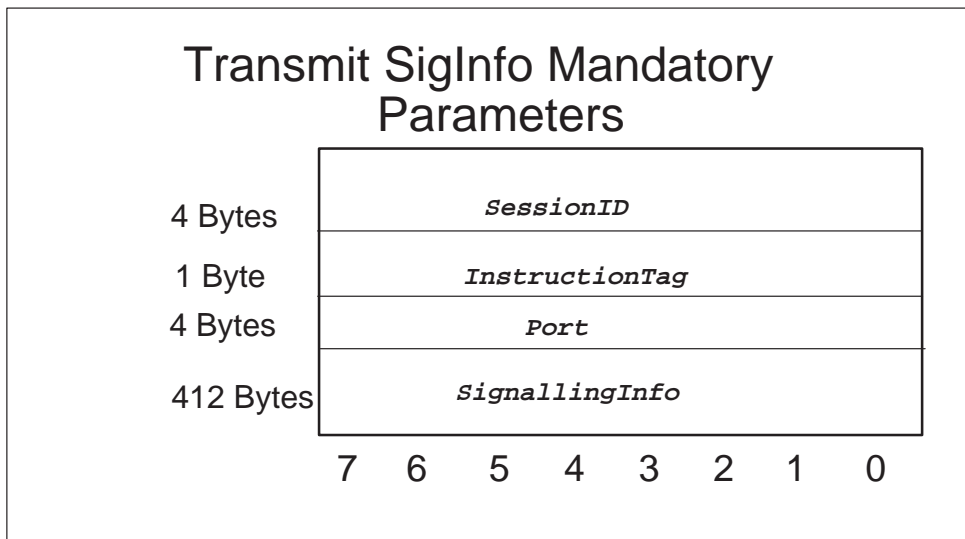 Transmit SigInfo Mandatory
Parameters
4 Bytes SessionID
1 Byte InstructionTag
4 Bytes Port
412 Bytes SignallingInfo
7 6 5 4 3 2 1 0